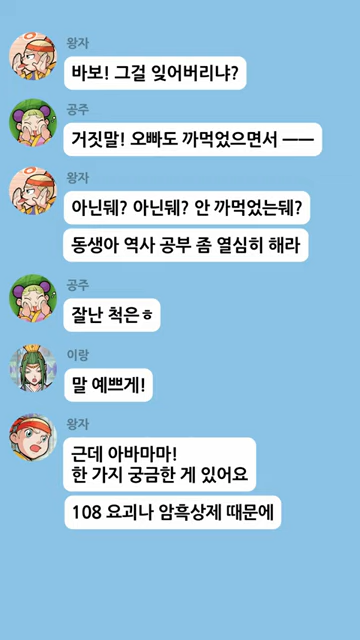 왕자
바보! 그걸 잊어버리냐?
공주
거짓말! 오빠도 까먹었으면서 ――
왕자
아닌뒈? 아닌뒈? 안 까먹었는뒈?
동생아 역사 공부 좀 열심히 해라
공주
잘난 척은ㅎ
이랑
말 예쁘게!
왕자
근데 아바마마!
한 가지 궁금한 게 있어요
108 요괴나 암흑상제 때문에